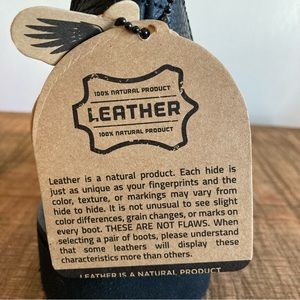 100% NATURAL PRODUCT
LEATHER
100% NATURAL PRODUCT
Leather is a natural product. Each hide is
just as unique as your fingerprints and the
color, texture, or markings may vary from
hide to hide. It is not unusual to see slight
color differences, grain changes, or marks on
every boot. THESE ARE NOT FLAWS. When
selecting a pair of boots, please understand
that some leathers will display these
characteristics more than others.
LEATHER IS A NATURAL PRODUCT